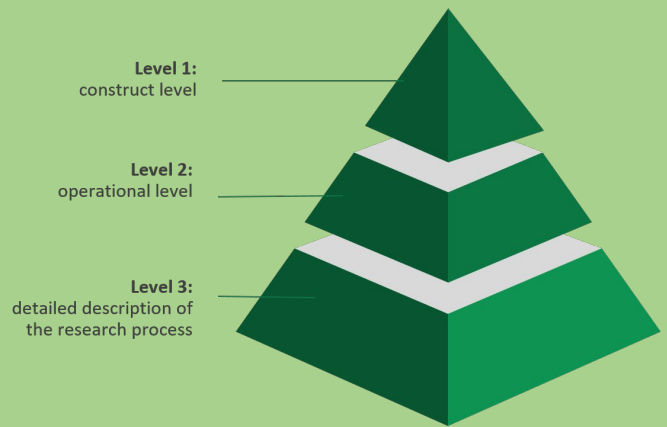 Level 1:
construct level
Level 2:
operational level
Level 3:
detailed description of
the research process